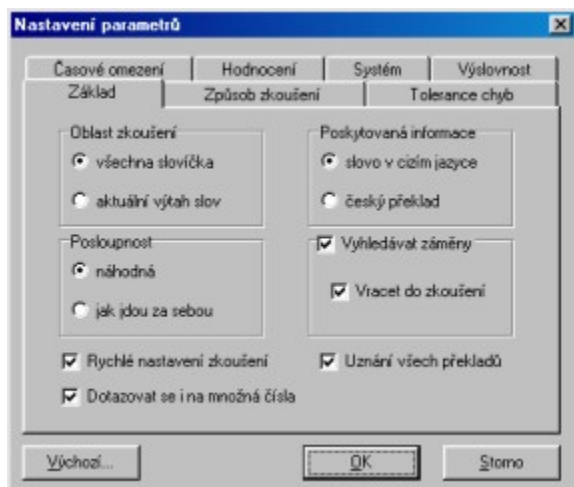 Nastavení parametrů
Časové omezení Hodnocení Systém Výslovnost
Základ Způsob zkoušení Tolerance chyb
Oblast zkoušení
všechna slovíčka
aktuální výtah slov
Poskytovaná informace
slovo v cizím jazyce
český překlad
Posloupnost
náhodná
jak jdou za sebou
Vyhledávat záměny
Vracet do zkoušení
Rychlé nastavení zkoušení
Uznání všech překladů
Dotazovat se i na množná čísla
Výchozí... OK Storno